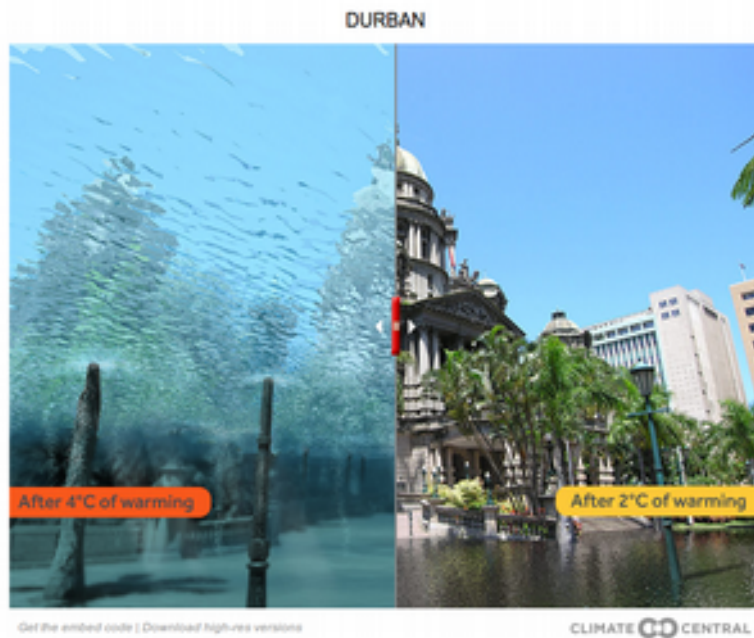 DURBAN
After 4°C of warming
After 2°C of warming
Get the embed code | Download high-res versions
CLIMATE CENTRAL